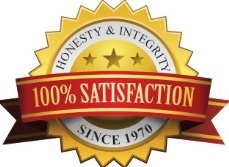 HONESTY & INTEGRITY
100% SATISFACTION
SINCE 1970